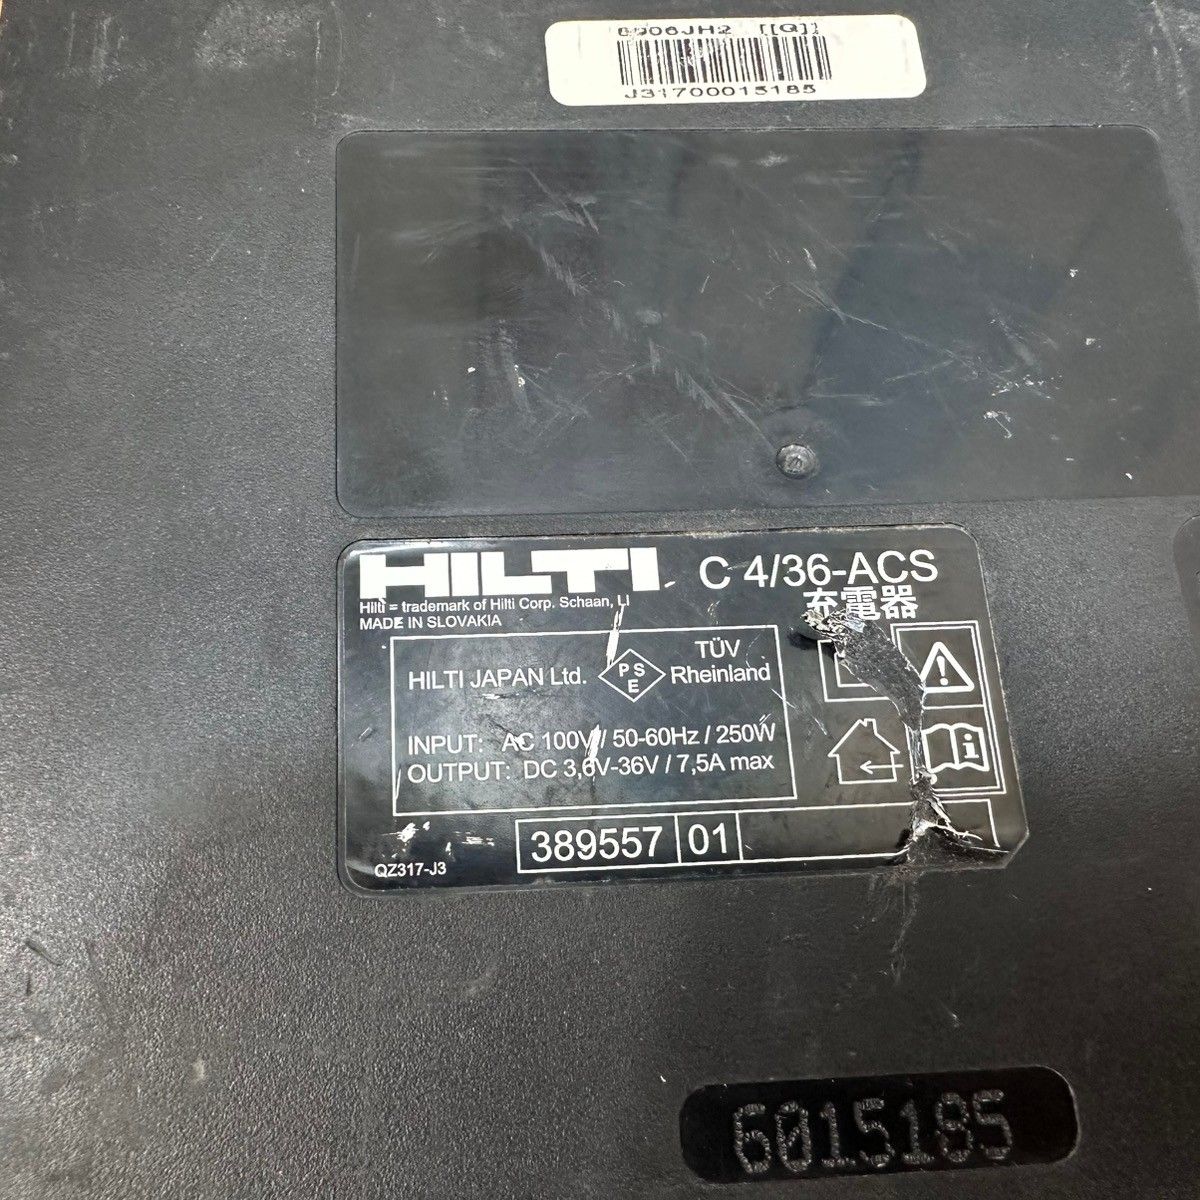 J31700015185
HILTI C 4/36-ACS
Hilti = trademark of Hilti Corp. Schaan, LI 充電器
MADE IN SLOVAKIA
HILTI JAPAN Ltd. PSE TÜV Rheinland
INPUT: AC 100V / 50-60Hz / 250W
OUTPUT: DC 3,6V-36V / 7,5A max
389557 01
QZ317-J3
6015185